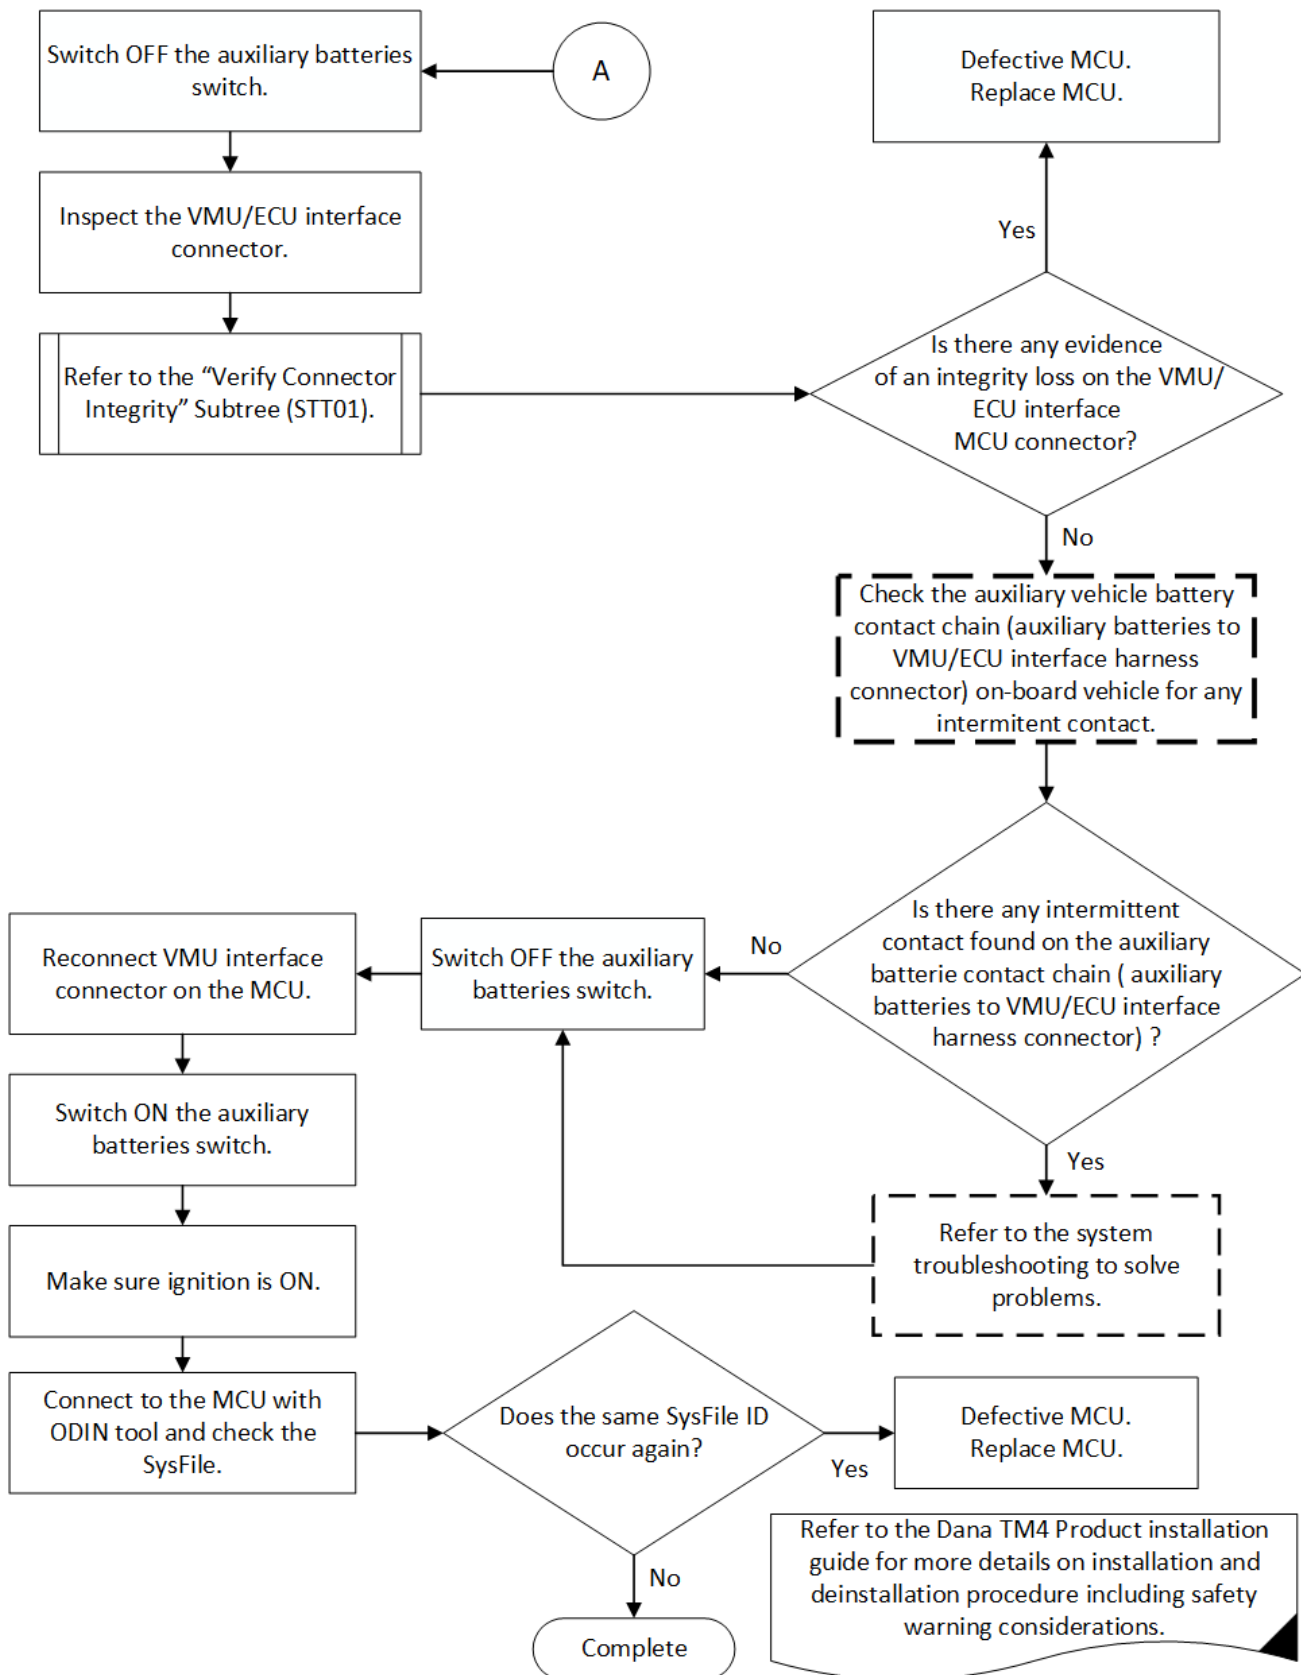 Switch OFF the auxiliary batteries
switch.
A
Inspect the VMU/ECU interface
connector.
Refer to the “Verify Connector
Integrity” Subtree (STT01).
Defective MCU.
Replace MCU.
Yes
Is there any evidence
of an integrity loss on the VMU/
ECU interface
MCU connector?
No
Check the auxiliary vehicle battery
contact chain (auxiliary batteries to
VMU/ECU interface harness
connector) on-board vehicle for any
intermitent contact.
Is there any intermittent
contact found on the auxiliary
batterie contact chain ( auxiliary
batteries to VMU/ECU interface
harness connector) ?
No
Yes
Refer to the system
troubleshooting to solve
problems.
Switch OFF the auxiliary
batteries switch.
Reconnect VMU interface
connector on the MCU.
Switch ON the auxiliary
batteries switch.
Make sure ignition is ON.
Connect to the MCU with
ODIN tool and check the
SysFile.
Does the same SysFile ID
occur again?
Yes
Defective MCU.
Replace MCU.
No
Complete
Refer to the Dana TM4 Product installation
guide for more details on installation and
deinstallation procedure including safety
warning considerations.